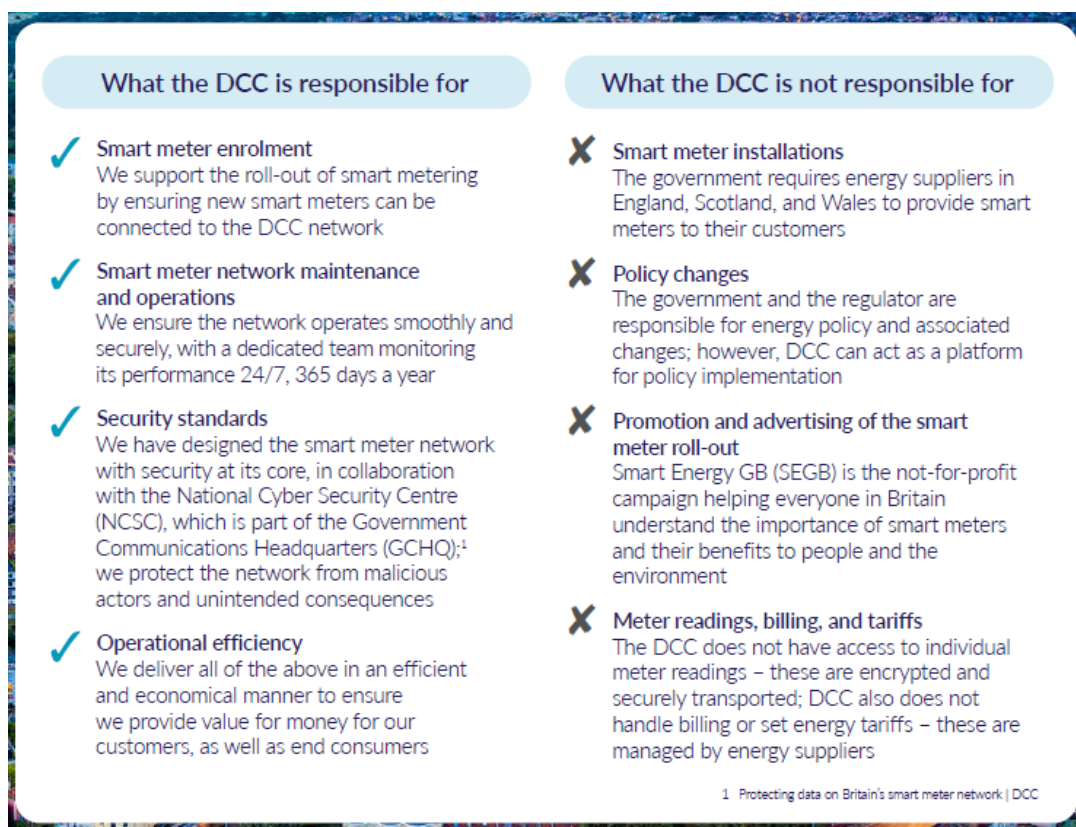 What the DCC is responsible for
✓ Smart meter enrolment
We support the roll-out of smart metering
by ensuring new smart meters can be
connected to the DCC network
✓ Smart meter network maintenance
and operations
We ensure the network operates smoothly and
securely, with a dedicated team monitoring
its performance 24/7, 365 days a year
✓ Security standards
We have designed the smart meter network
with security at its core, in collaboration
with the National Cyber Security Centre
(NCSC), which is part of the Government
Communications Headquarters (GCHQ);¹
we protect the network from malicious
actors and unintended consequences
✓ Operational efficiency
We deliver all of the above in an efficient
and economical manner to ensure
we provide value for money for our
customers, as well as end consumers
What the DCC is not responsible for
✘ Smart meter installations
The government requires energy suppliers in
England, Scotland, and Wales to provide smart
meters to their customers
✘ Policy changes
The government and the regulator are
responsible for energy policy and associated
changes; however, DCC can act as a platform
for policy implementation
✘ Promotion and advertising of the smart
meter roll-out
Smart Energy GB (SEGB) is the not-for-profit
campaign helping everyone in Britain
understand the importance of smart meters
and their benefits to people and the
environment
✘ Meter readings, billing, and tariffs
The DCC does not have access to individual
meter readings – these are encrypted and
securely transported; DCC also does not
handle billing or set energy tariffs – these are
managed by energy suppliers
1 Protecting data on Britain's smart meter network | DCC